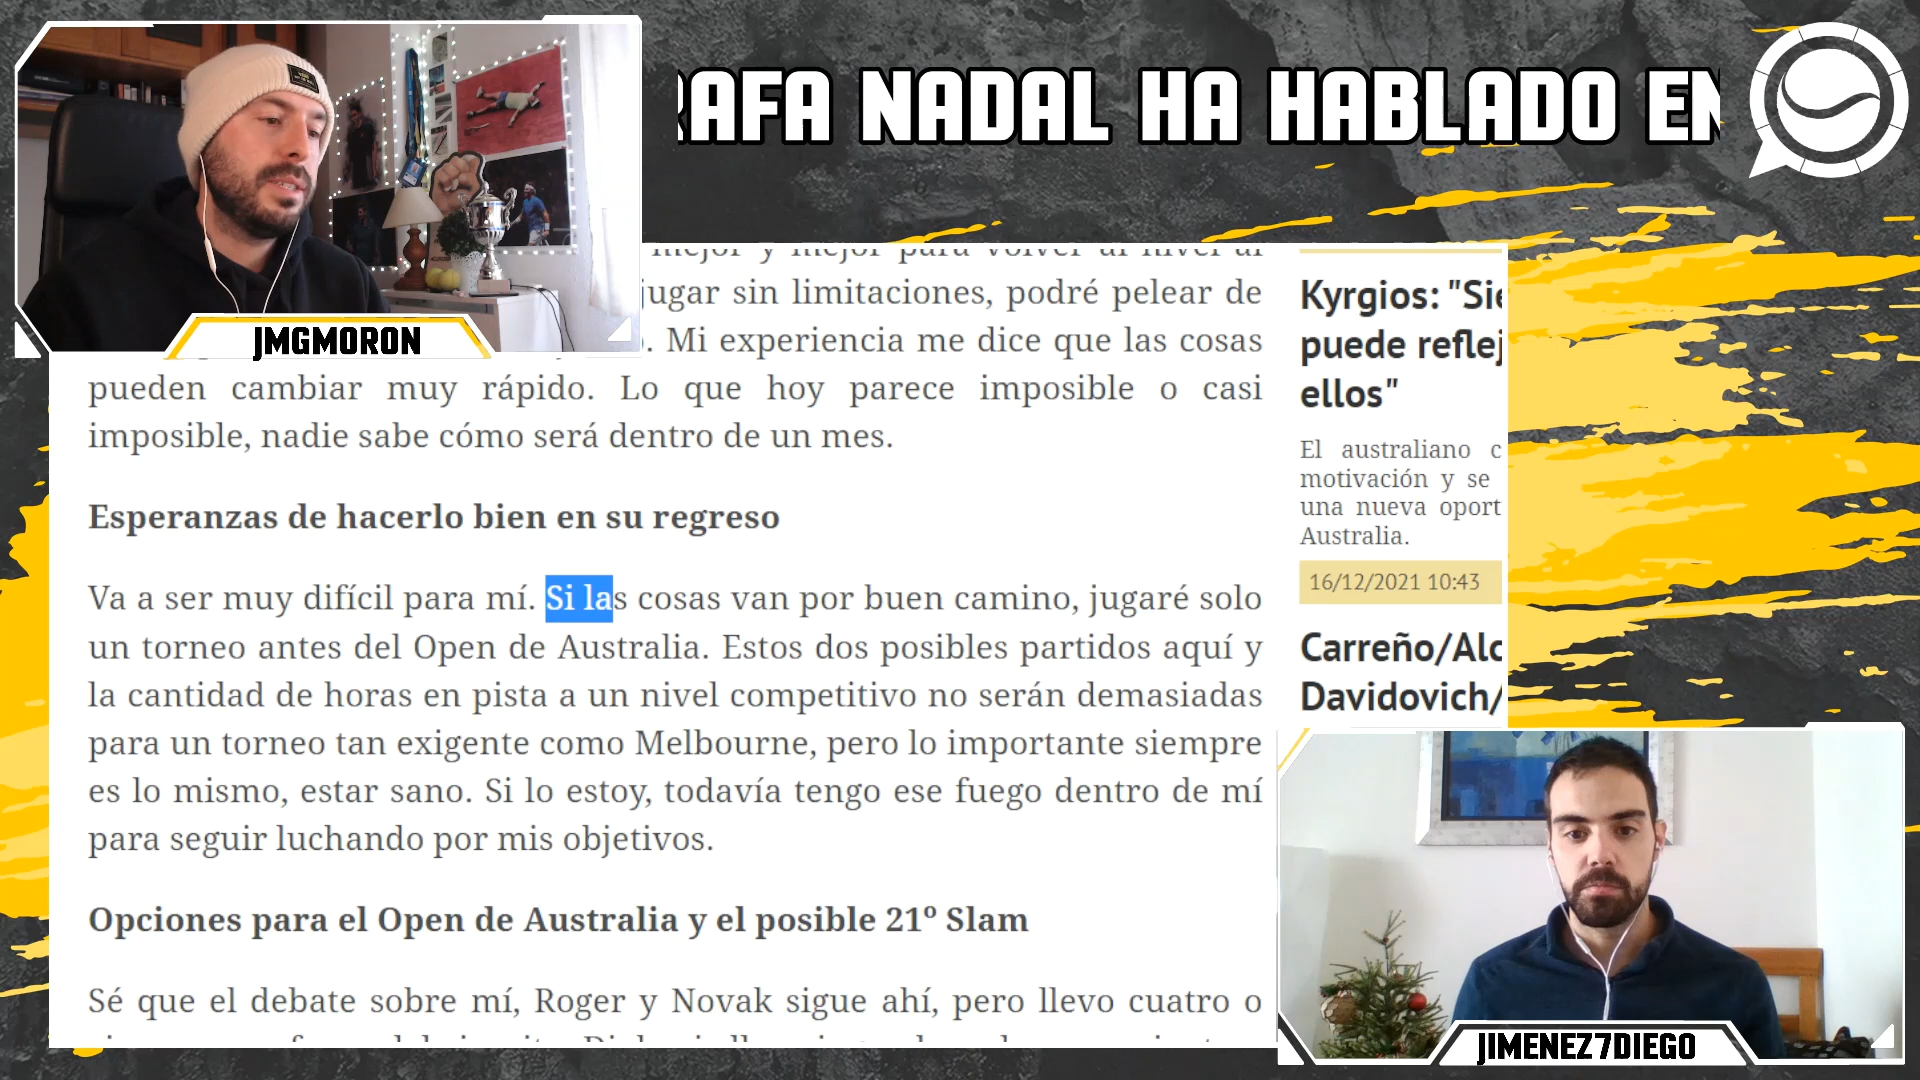 RAFA NADAL HA HABLADO EN
JMGMORON
mejor y mejor para volver al nivel al
jugar sin limitaciones, podré pelear de
. Mi experiencia me dice que las cosas
pueden cambiar muy rápido. Lo que hoy parece imposible o casi
imposible, nadie sabe cómo será dentro de un mes.
Esperanzas de hacerlo bien en su regreso
Va a ser muy difícil para mí. Si las cosas van por buen camino, jugaré solo
un torneo antes del Open de Australia. Estos dos posibles partidos aquí y
la cantidad de horas en pista a un nivel competitivo no serán demasiadas
para un torneo tan exigente como Melbourne, pero lo importante siempre
es lo mismo, estar sano. Si lo estoy, todavía tengo ese fuego dentro de mí
para seguir luchando por mis objetivos.
Opciones para el Open de Australia y el posible 21º Slam
Sé que el debate sobre mí, Roger y Novak sigue ahí, pero llevo cuatro o
Kyrgios: "Sie
puede reflej
ellos"
El australiano c
motivación y se
una nueva oport
Australia.
16/12/2021 10:43
Carreño/Alc
Davidovich/
JIMENEZ7DIEGO